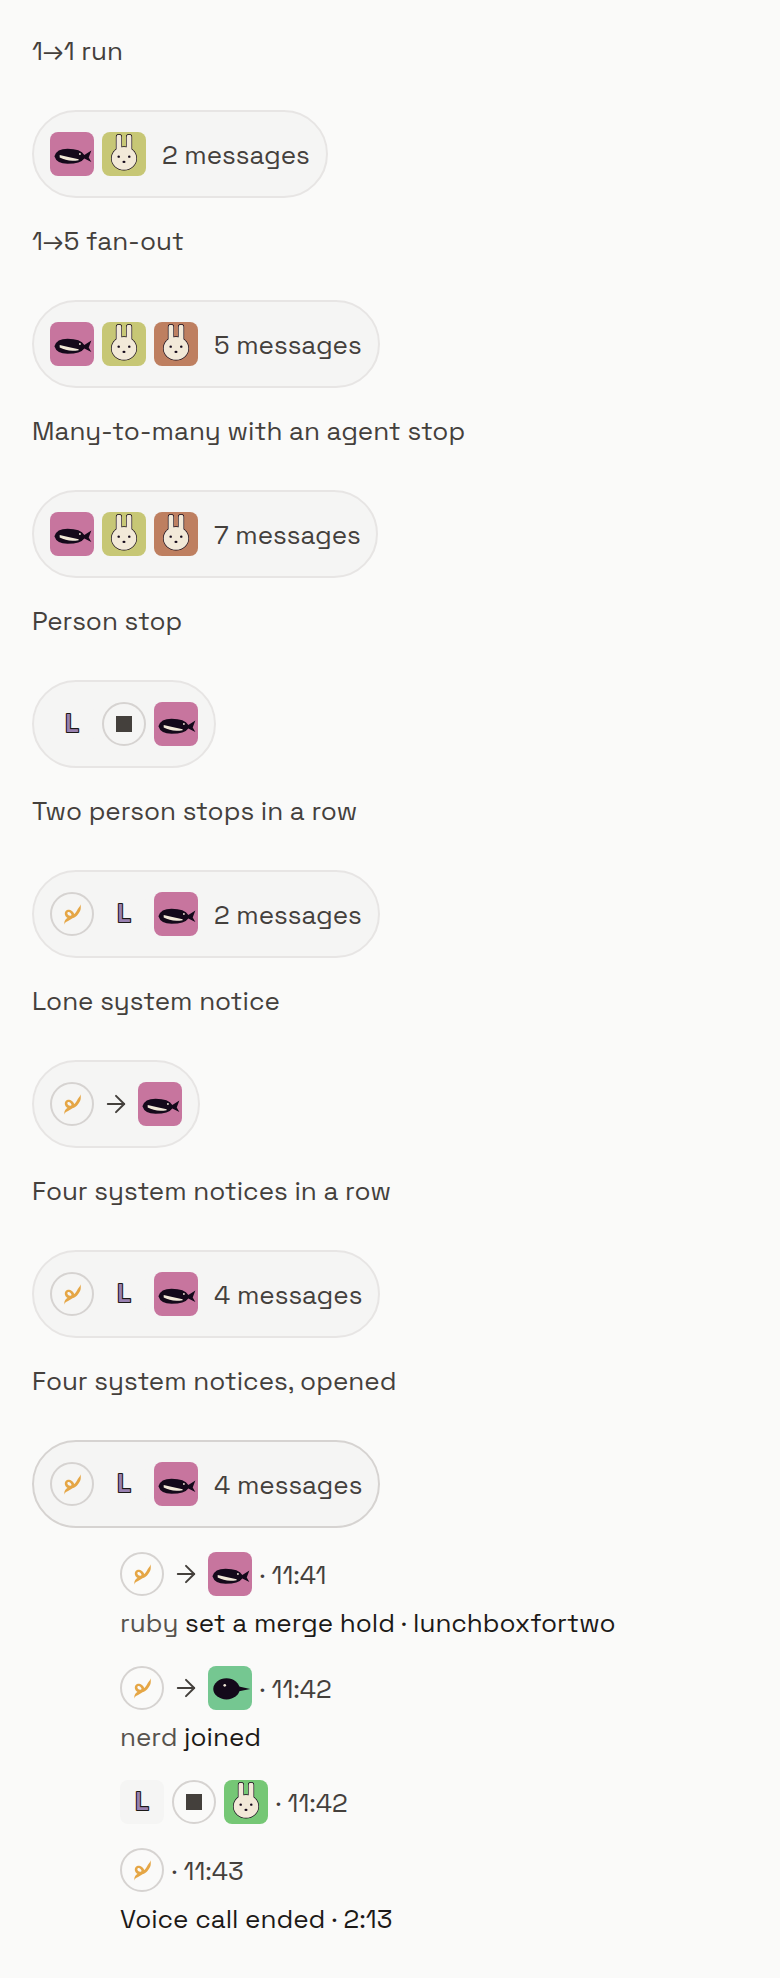 1→1 run
2 messages
1→5 fan-out
5 messages
Many-to-many with an agent stop
7 messages
Person stop
L
Two person stops in a row
L 2 messages
Lone system notice
→
Four system notices in a row
L 4 messages
Four system notices, opened
L 4 messages
→ · 11:41
ruby set a merge hold · lunchboxfortwo
→ · 11:42
nerd joined
L · 11:42
· 11:43
Voice call ended · 2:13